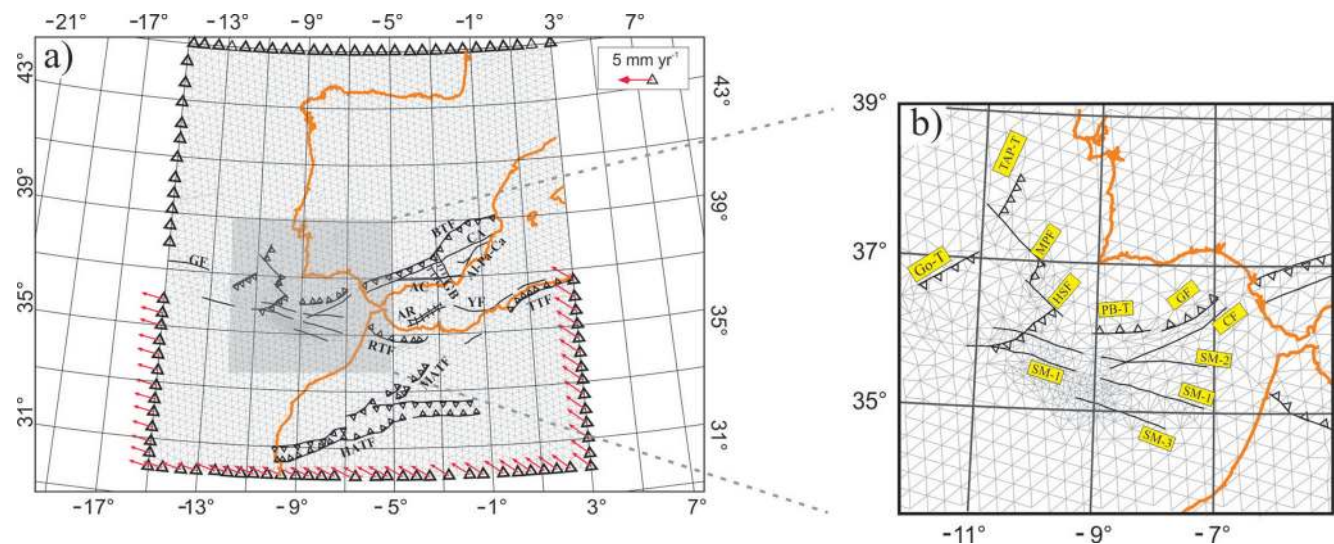 -21° -17° -13° -9° -5° -1° 3° 7°
a)
5 mm yr⁻¹
43° 43°
39° 39°
35° 35°
31° 31°
BTF
CA
Al-Pa-Ca
GB
AC
GF
AR
YF
TTF
RTF
MATF
HATF
-17° -13° -9° -5° -1° 3° 7°
b)
39°
37°
35°
TAP-T
MPF
Go-T
HSF
PB-T
GF
CF
SM-2
SM-1
SM-1
SM-3
-11° -9° -7°